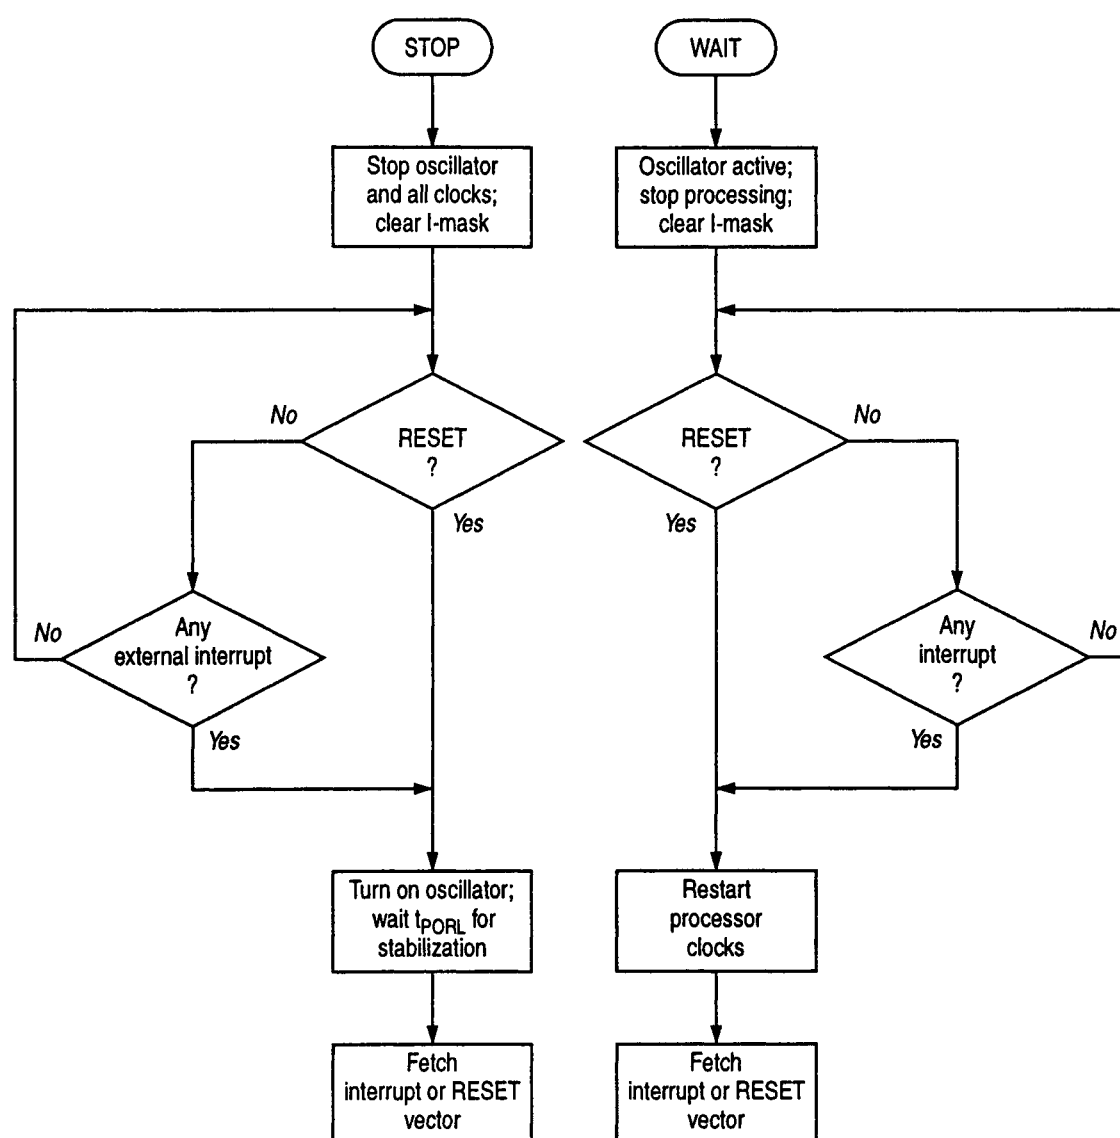 STOP
WAIT
Stop oscillator
and all clocks;
clear I-mask
Oscillator active;
stop processing;
clear I-mask
No
RESET
?
Yes
RESET
?
No
Yes
No
Any
external interrupt
?
Yes
Any
interrupt
?
No
Yes
Turn on oscillator;
wait tPORL for
stabilization
Restart
processor
clocks
Fetch
interrupt or RESET
vector
Fetch
interrupt or RESET
vector